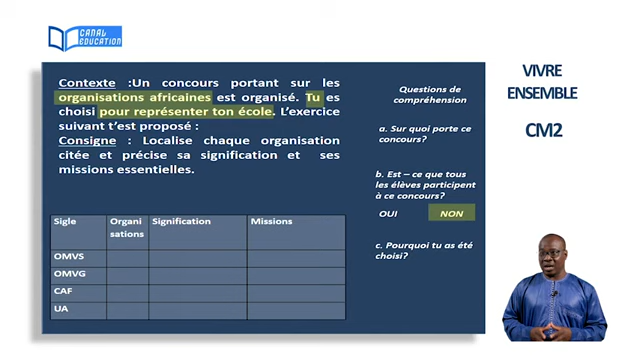 CANAL
EDUCATION
Contexte :Un concours portant sur les
organisations africaines est organisé. Tu es
choisi pour représenter ton école. L'exercice
suivant t'est proposé :
Consigne : Localise chaque organisation
citée et précise sa signification et ses
missions essentielles.
Sigle Organi Signification Missions
sations
OMVS
OMVG
CAF
UA
Questions de
compréhension
a. Sur quoi porte ce
concours?
b. Est – ce que tous
les élèves participent
à ce concours?
OUI NON
c. Pourquoi tu as été
choisi?
VIVRE
ENSEMBLE
CM2